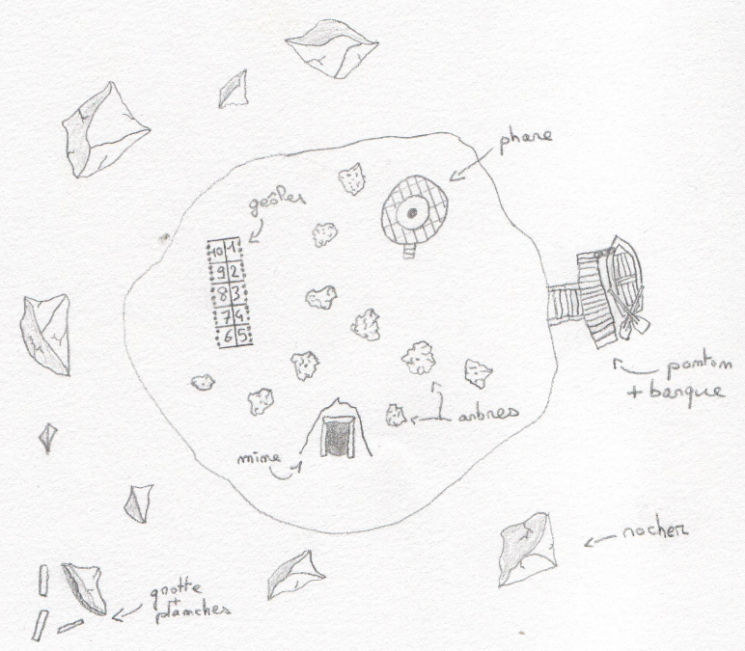 phare
geôles
10 1
9 2
8 3
7 4
6 5
ponton
+ barque
arbres
mine
rocher
grotte
+
planches